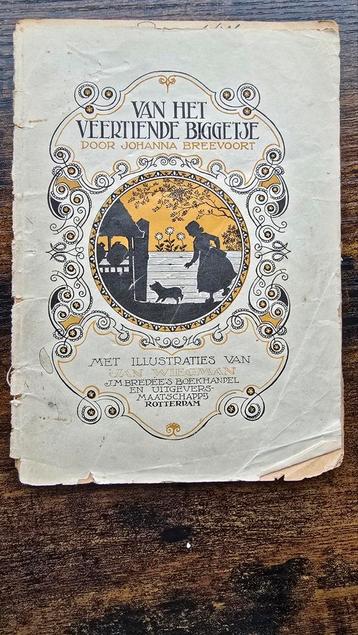 VAN HET
VEERTIENDE BIGGETJE
DOOR JOHANNA BREEVOORT
MET ILLUSTRATIES VAN
JAN WIEGMAN
J.M. BREDÉE'S BOEKHANDEL
EN UITGEVERS-
MAATSCHAPPIJ
ROTTERDAM